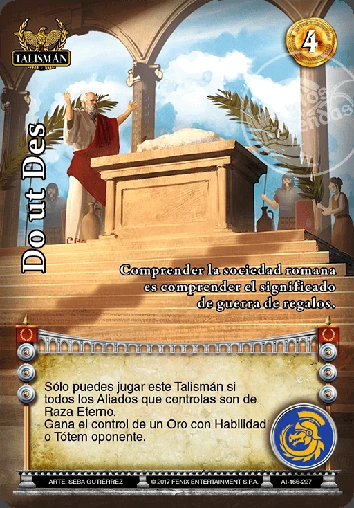 TALISMÁN
4
Do ut Des
Comprender la sociedad romana
es comprender el significado
de guerra de regalos.
Sólo puedes jugar este Talismán si
todos los Aliados que controlas son de
Raza Eterno.
Gana el control de un Oro con Habilidad
o Tótem oponente.
ARTE: SEBA GUTIÉRREZ
© 2017 FENIX ENTERTAINMENT S.P.A.